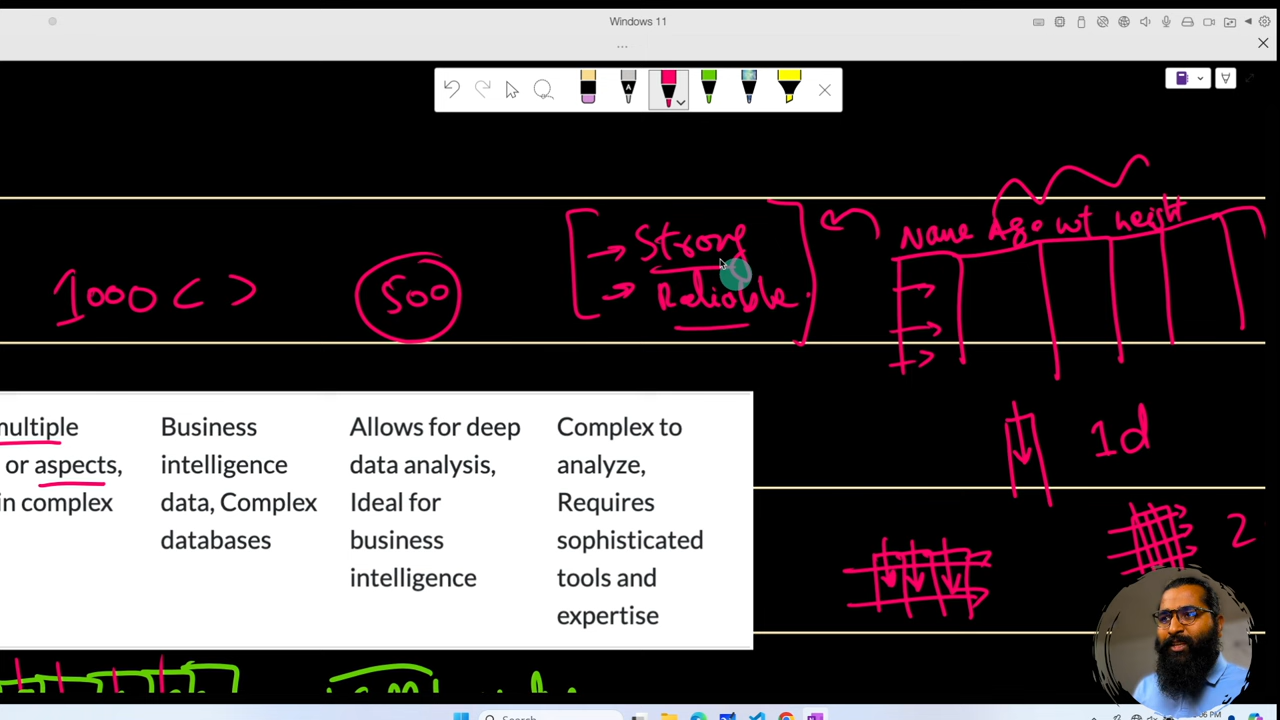 Windows 11
...
Name Age wt height
→ Strong
1000 < >
500
→ Reliable.
multiple
or aspects,
in complex
Business
intelligence
data, Complex
databases
Allows for deep
data analysis,
Ideal for
business
intelligence
Complex to
analyze,
Requires
sophisticated
tools and
expertise
1d
2
Search